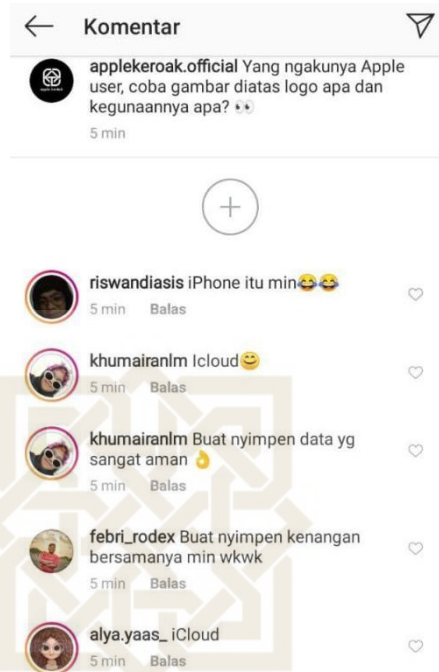 Komentar
applekeroak.official Yang ngakunya Apple
user, coba gambar diatas logo apa dan
kegunaannya apa? 👀
5 min
riswandiasis iPhone itu min😂😂
5 min Balas
khumairanlm Icloud😊
5 min Balas
khumairanlm Buat nyimpen data yg
sangat aman 👌
5 min Balas
febri_rodex Buat nyimpen kenangan
bersamanya min wkwk
5 min Balas
alya.yaas_ iCloud
5 min Balas